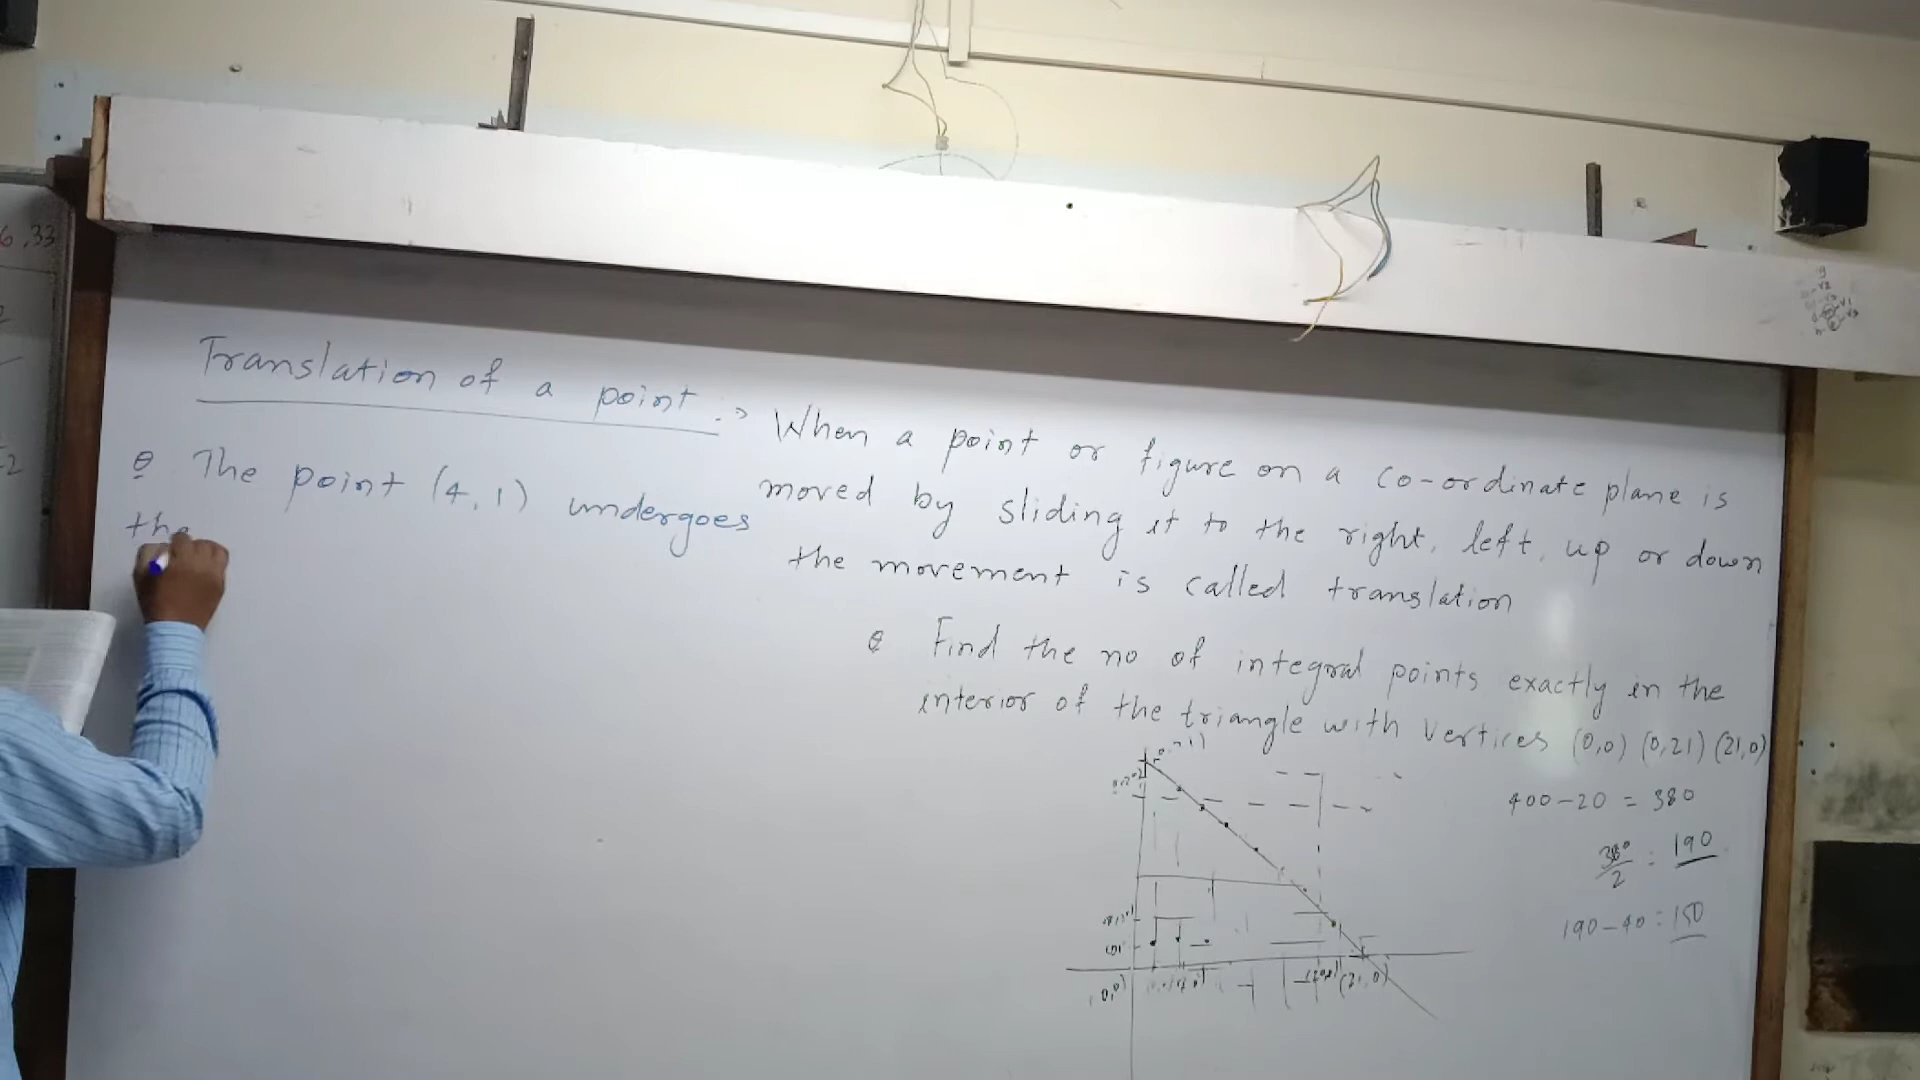 Translation of a point :→ When a point or figure on a co-ordinate plane is
moved by sliding it to the right, left, up or down
the movement is called translation
Q The point (4, 1) undergoes
the
Q Find the no of integral points exactly in the
interior of the triangle with vertices (0,0) (0,21) (21,0)
400-20 = 380
380/2 = 190
190-40 = 150
(21,0)
6,33